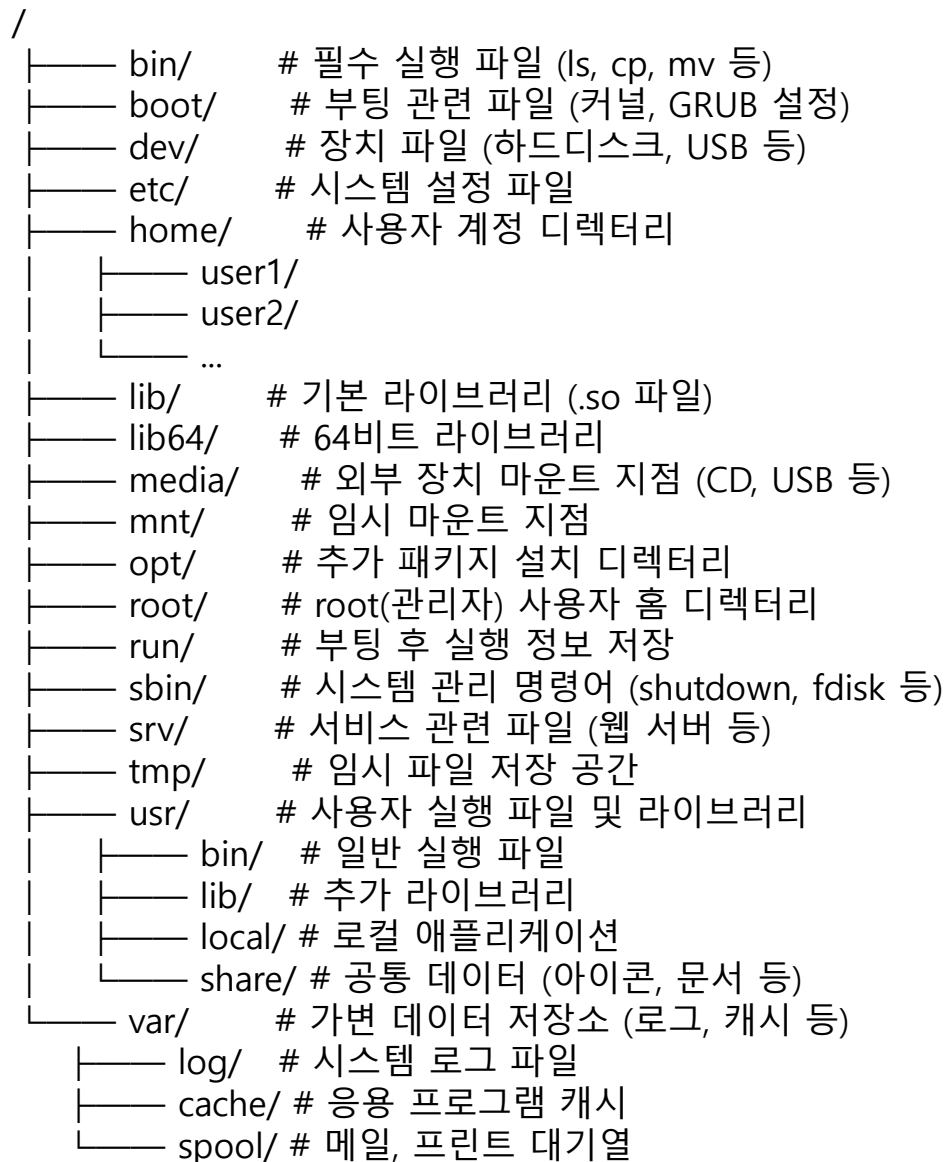 /
├─── bin/ # 필수 실행 파일 (ls, cp, mv 등)
├─── boot/ # 부팅 관련 파일 (커널, GRUB 설정)
├─── dev/ # 장치 파일 (하드디스크, USB 등)
├─── etc/ # 시스템 설정 파일
├─── home/ # 사용자 계정 디렉터리
│ ├─── user1/
│ ├─── user2/
│ └─── ...
├─── lib/ # 기본 라이브러리 (.so 파일)
├─── lib64/ # 64비트 라이브러리
├─── media/ # 외부 장치 마운트 지점 (CD, USB 등)
├─── mnt/ # 임시 마운트 지점
├─── opt/ # 추가 패키지 설치 디렉터리
├─── root/ # root(관리자) 사용자 홈 디렉터리
├─── run/ # 부팅 후 실행 정보 저장
├─── sbin/ # 시스템 관리 명령어 (shutdown, fdisk 등)
├─── srv/ # 서비스 관련 파일 (웹 서버 등)
├─── tmp/ # 임시 파일 저장 공간
├─── usr/ # 사용자 실행 파일 및 라이브러리
│ ├─── bin/ # 일반 실행 파일
│ ├─── lib/ # 추가 라이브러리
│ ├─── local/ # 로컬 애플리케이션
│ └─── share/ # 공통 데이터 (아이콘, 문서 등)
└─── var/ # 가변 데이터 저장소 (로그, 캐시 등)
├─── log/ # 시스템 로그 파일
├─── cache/ # 응용 프로그램 캐시
└─── spool/ # 메일, 프린트 대기열